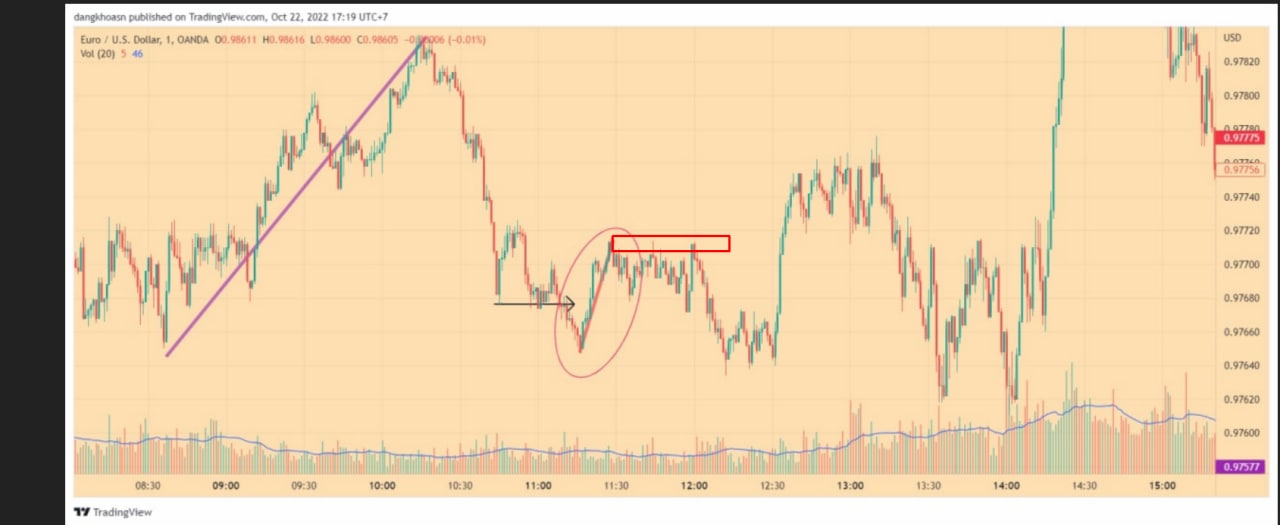 dangkhoasn published on TradingView.com, Oct 22, 2022 17:19 UTC+7
Euro / U.S. Dollar, 1, OANDA O0.98611 H0.98616 L0.98600 C0.98605 −0.00006 (−0.01%)
Vol (20) 5 46
USD
0.97820
0.97800
0.97780
0.97775
0.97760
0.97756
0.97740
0.97720
0.97700
0.97680
0.97660
0.97640
0.97620
0.97600
0.97577
08:30 09:00 09:30 10:00 10:30 11:00 11:30 12:00 12:30 13:00 13:30 14:00 14:30 15:00
TradingView